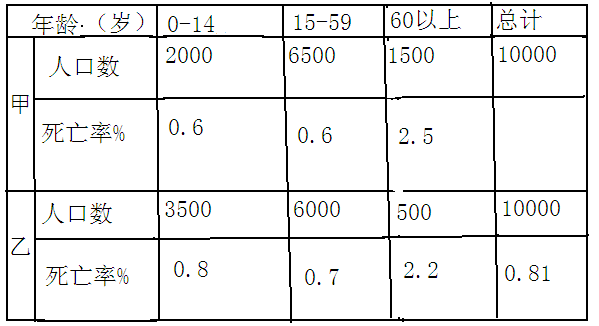 年龄:（岁） 0-14 15-59 60以上 总计
甲
人口数 2000 6500 1500 10000
死亡率% 0.6 0.6 2.5
乙
人口数 3500 6000 500 10000
死亡率% 0.8 0.7 2.2 0.81